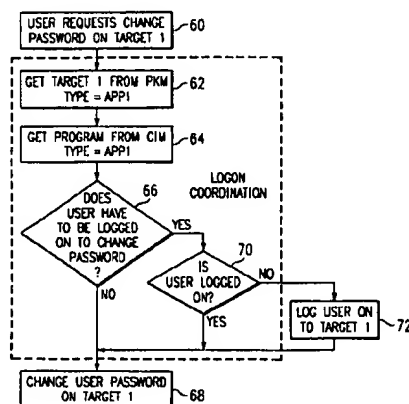 USER REQUESTS CHANGE
PASSWORD ON TARGET 1
60
GET TARGET 1 FROM PKM
TYPE = APP1
62
GET PROGRAM FROM CIM
TYPE = APP1
64
LOGON
COORDINATION
66
DOES
USER HAVE
TO BE LOGGED
ON TO CHANGE
PASSWORD
?
YES
NO
70
IS
USER LOGGED
ON?
NO
YES
LOG USER ON
TO TARGET 1
72
CHANGE USER PASSWORD
ON TARGET 1
68